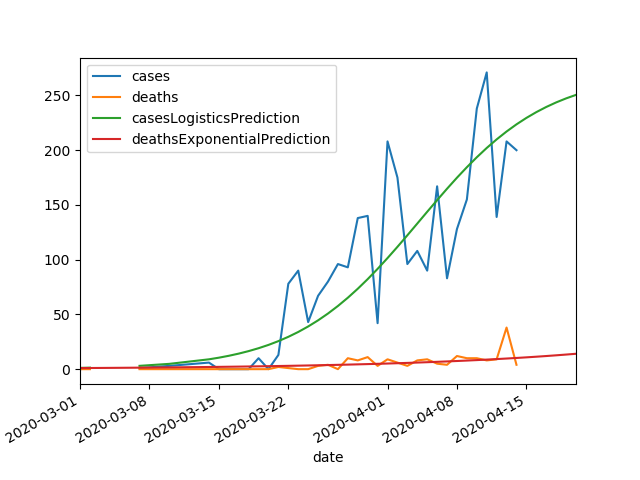 cases
deaths
casesLogisticsPrediction
deathsExponentialPrediction
250
200
150
100
50
0
2020-03-01
2020-03-08
2020-03-15
2020-03-22
2020-04-01
2020-04-08
2020-04-15
date